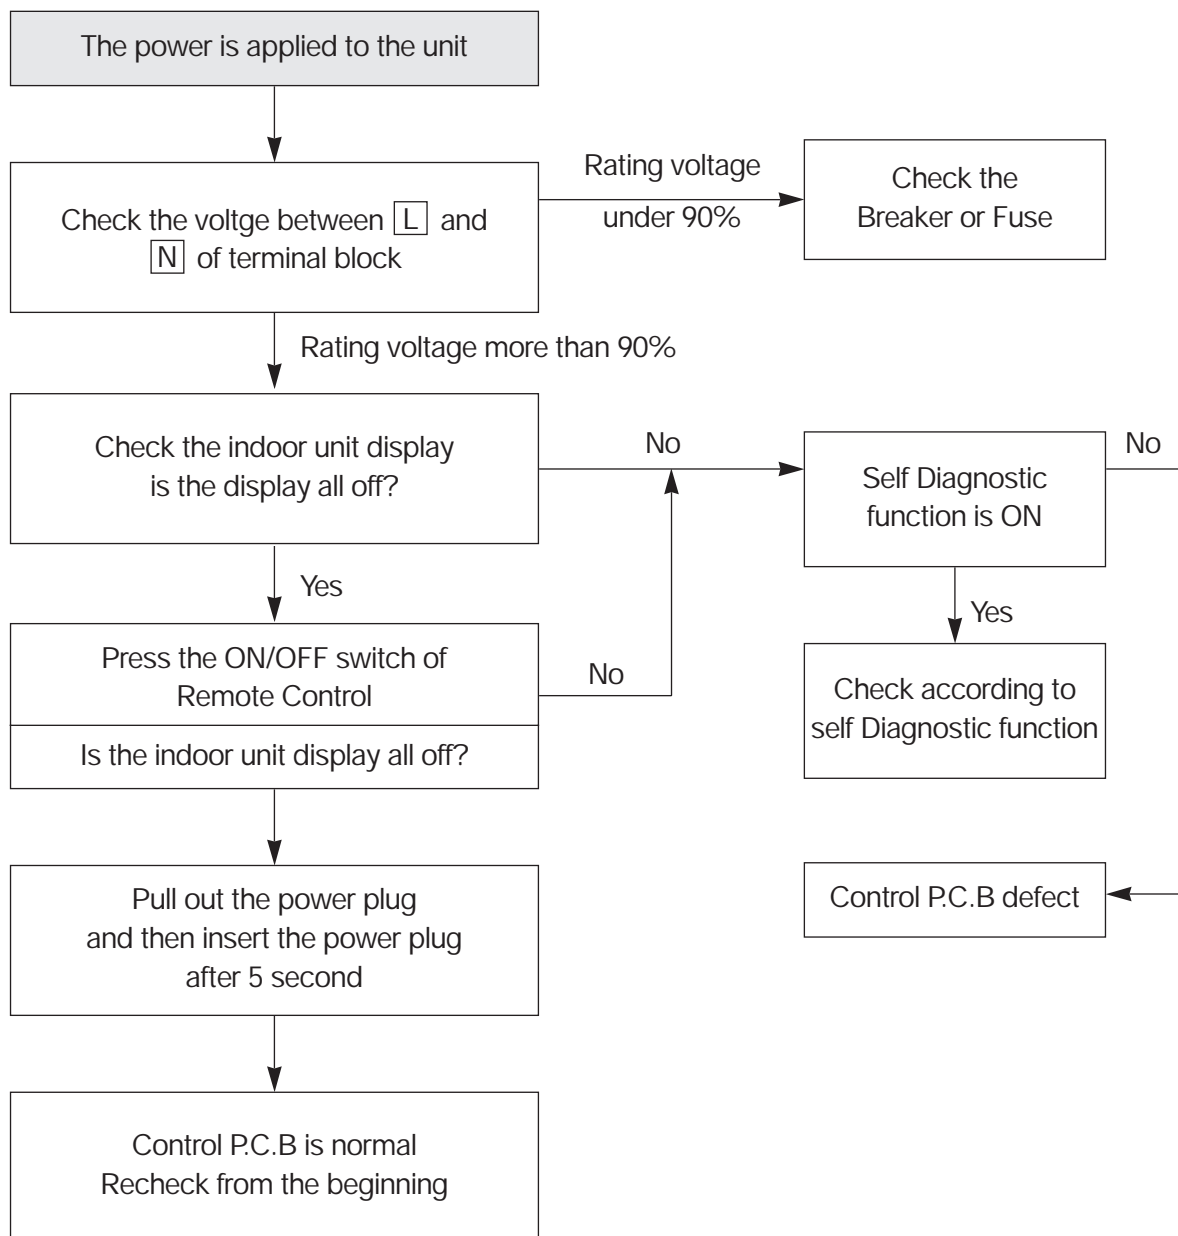 The power is applied to the unit
Check the voltge between L and
N of terminal block
Rating voltage
under 90%
Check the
Breaker or Fuse
Rating voltage more than 90%
Check the indoor unit display
is the display all off?
No
Self Diagnostic
function is ON
No
Yes
Press the ON/OFF switch of
Remote Control
Is the indoor unit display all off?
No
Yes
Check according to
self Diagnostic function
Pull out the power plug
and then insert the power plug
after 5 second
Control P.C.B defect
Control P.C.B is normal
Recheck from the beginning